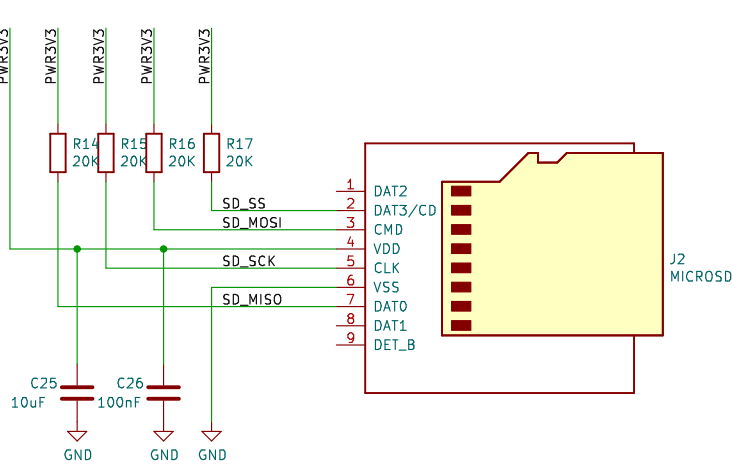 PWR3V3 PWR3V3 PWR3V3 PWR3V3 PWR3V3
R14 R15 R16 R17
20K 20K 20K 20K
1 DAT2
SD_SS 2 DAT3/CD
SD_MOSI 3 CMD
4 VDD
SD_SCK 5 CLK
6 VSS
SD_MISO 7 DAT0
8 DAT1
9 DET_B
J2
MICROSD
C25 C26
10uF 100nF
GND GND GND